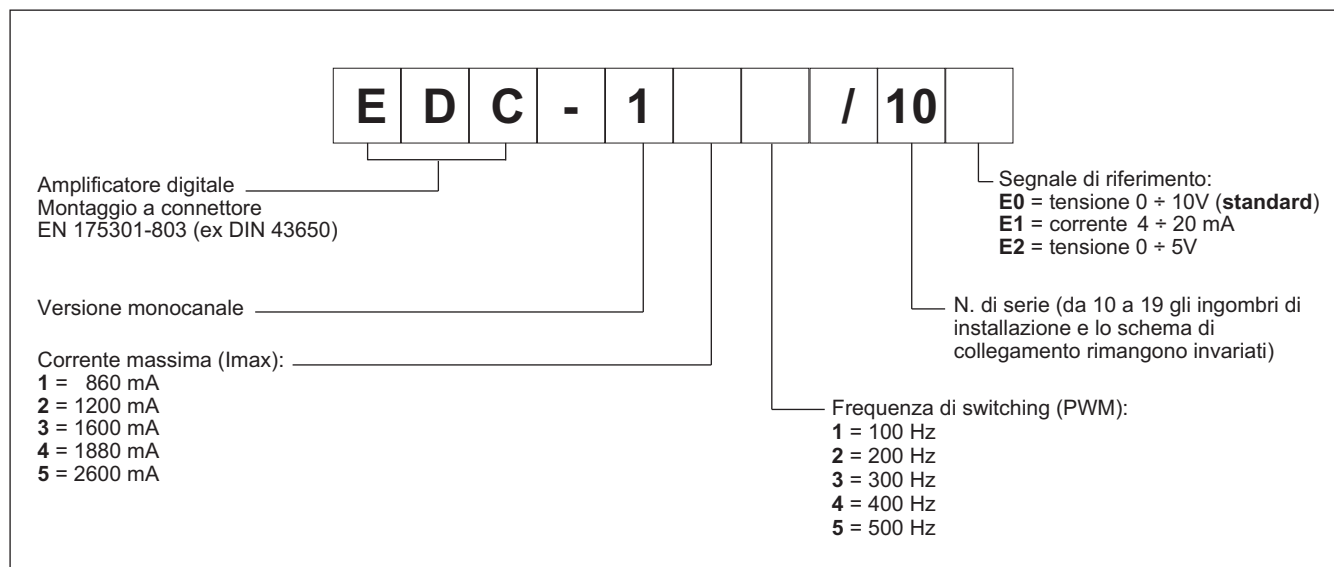 E D C - 1 / 10
Amplificatore digitale
Montaggio a connettore
EN 175301-803 (ex DIN 43650)
Versione monocanale
Corrente massima (Imax):
1 = 860 mA
2 = 1200 mA
3 = 1600 mA
4 = 1880 mA
5 = 2600 mA
Segnale di riferimento:
E0 = tensione 0 ÷ 10V (standard)
E1 = corrente 4 ÷ 20 mA
E2 = tensione 0 ÷ 5V
N. di serie (da 10 a 19 gli ingombri di
installazione e lo schema di
collegamento rimangono invariati)
Frequenza di switching (PWM):
1 = 100 Hz
2 = 200 Hz
3 = 300 Hz
4 = 400 Hz
5 = 500 Hz